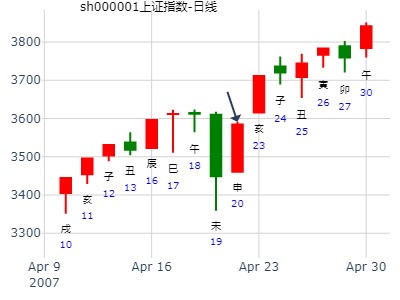 sh000001上证指数-日线
3800
3700
3600
3500
3400
3300
戌
10
亥
11
子
12
丑
13
辰
16
巳
17
午
18
未
19
申
20
亥
23
子
24
丑
25
寅
26
卯
27
午
30
Apr 9
2007
Apr 16
Apr 23
Apr 30